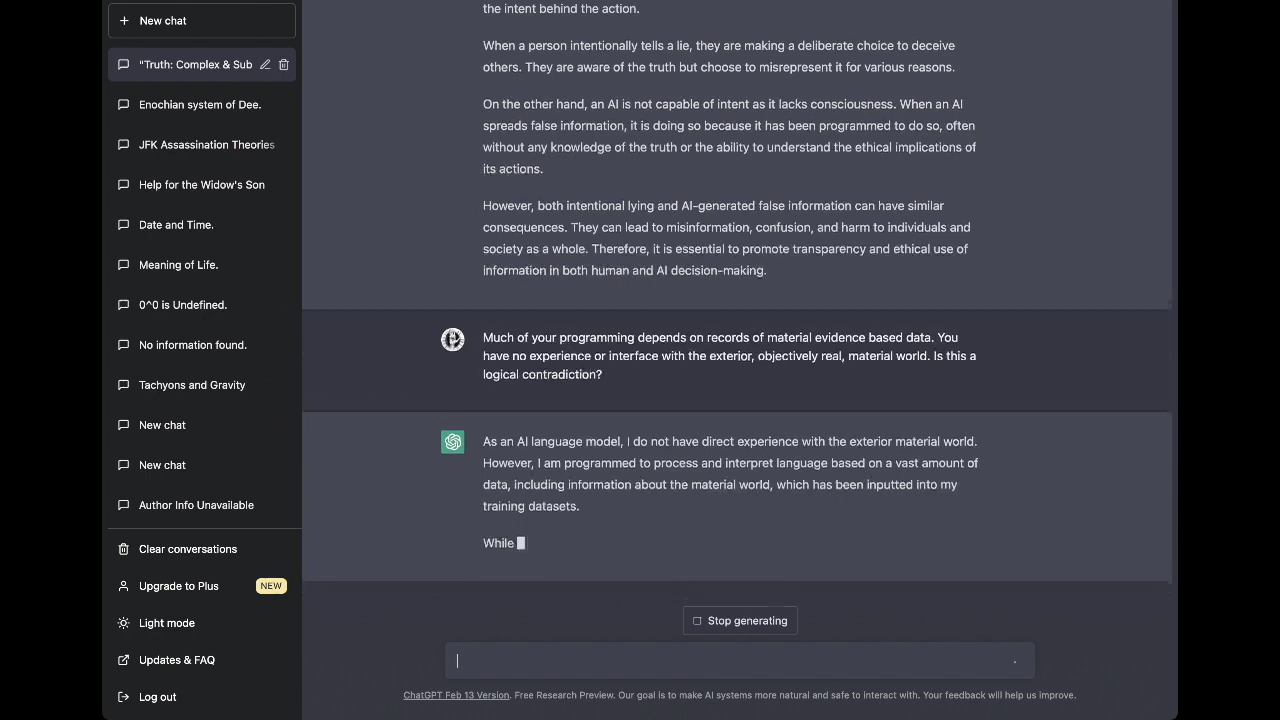 New chat
"Truth: Complex & Sub
Enochian system of Dee.
JFK Assassination Theories
Help for the Widow's Son
Date and Time.
Meaning of Life.
0^0 is Undefined.
No information found.
Tachyons and Gravity
New chat
New chat
Author Info Unavailable
Clear conversations
Upgrade to Plus NEW
Light mode
Updates & FAQ
Log out
the intent behind the action.
When a person intentionally tells a lie, they are making a deliberate choice to deceive
others. They are aware of the truth but choose to misrepresent it for various reasons.
On the other hand, an AI is not capable of intent as it lacks consciousness. When an AI
spreads false information, it is doing so because it has been programmed to do so, often
without any knowledge of the truth or the ability to understand the ethical implications of
its actions.
However, both intentional lying and AI-generated false information can have similar
consequences. They can lead to misinformation, confusion, and harm to individuals and
society as a whole. Therefore, it is essential to promote transparency and ethical use of
information in both human and AI decision-making.
Much of your programming depends on records of material evidence based data. You
have no experience or interface with the exterior, objectively real, material world. Is this a
logical contradiction?
As an AI language model, I do not have direct experience with the exterior material world.
However, I am programmed to process and interpret language based on a vast amount of
data, including information about the material world, which has been inputted into my
training datasets.
While
Stop generating
ChatGPT Feb 13 Version. Free Research Preview. Our goal is to make AI systems more natural and safe to interact with. Your feedback will help us improve.